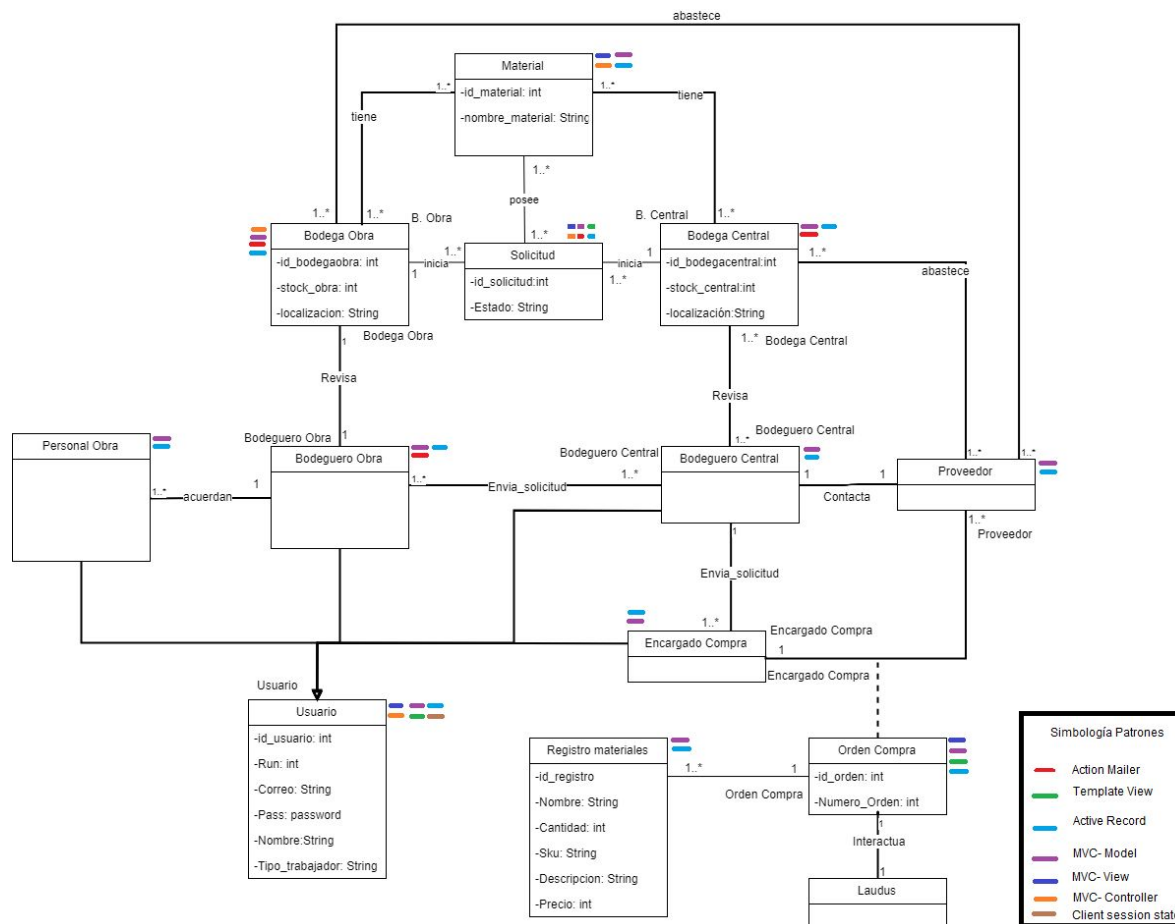 abastece
Material
-id_material: int
-nombre_material: String
1..*
1..*
tiene
tiene
1..*
posee
1..*
1..*
1..*
B. Obra
B. Central
1..*
Bodega Obra
-id_bodegaobra: int
-stock_obra: int
-localizacion: String
1..*
inicia
1
Solicitud
-id_solicitud:int
-Estado: String
1
inicia
1..*
Bodega Central
-id_bodegacentral:int
-stock_central:int
-localización:String
1..*
abastece
1
Bodega Obra
1..*
Bodega Central
Revisa
Revisa
1
Bodeguero Obra
1..*
Bodeguero Central
Personal Obra
Bodeguero Obra
Bodeguero Central
Bodeguero Central
1..*
1..*
Proveedor
1..*
acuerdan
1
1..*
Envia_solicitud
1..*
1
Contacta
1
1..*
Proveedor
1
Envia_solicitud
1..*
Encargado Compra
Encargado Compra
1
Encargado Compra
Usuario
Usuario
-id_usuario: int
-Run: int
-Correo: String
-Pass: password
-Nombre:String
-Tipo_trabajador: String
Registro materiales
-id_registro
-Nombre: String
-Cantidad: int
-Sku: String
-Descripcion: String
-Precio: int
1..*
1
Orden Compra
Orden Compra
-id_orden: int
-Numero_Orden: int
1
Interactua
1
Laudus
Simbología Patrones
Action Mailer
Template View
Active Record
MVC- Model
MVC- View
MVC- Controller
Client session stat